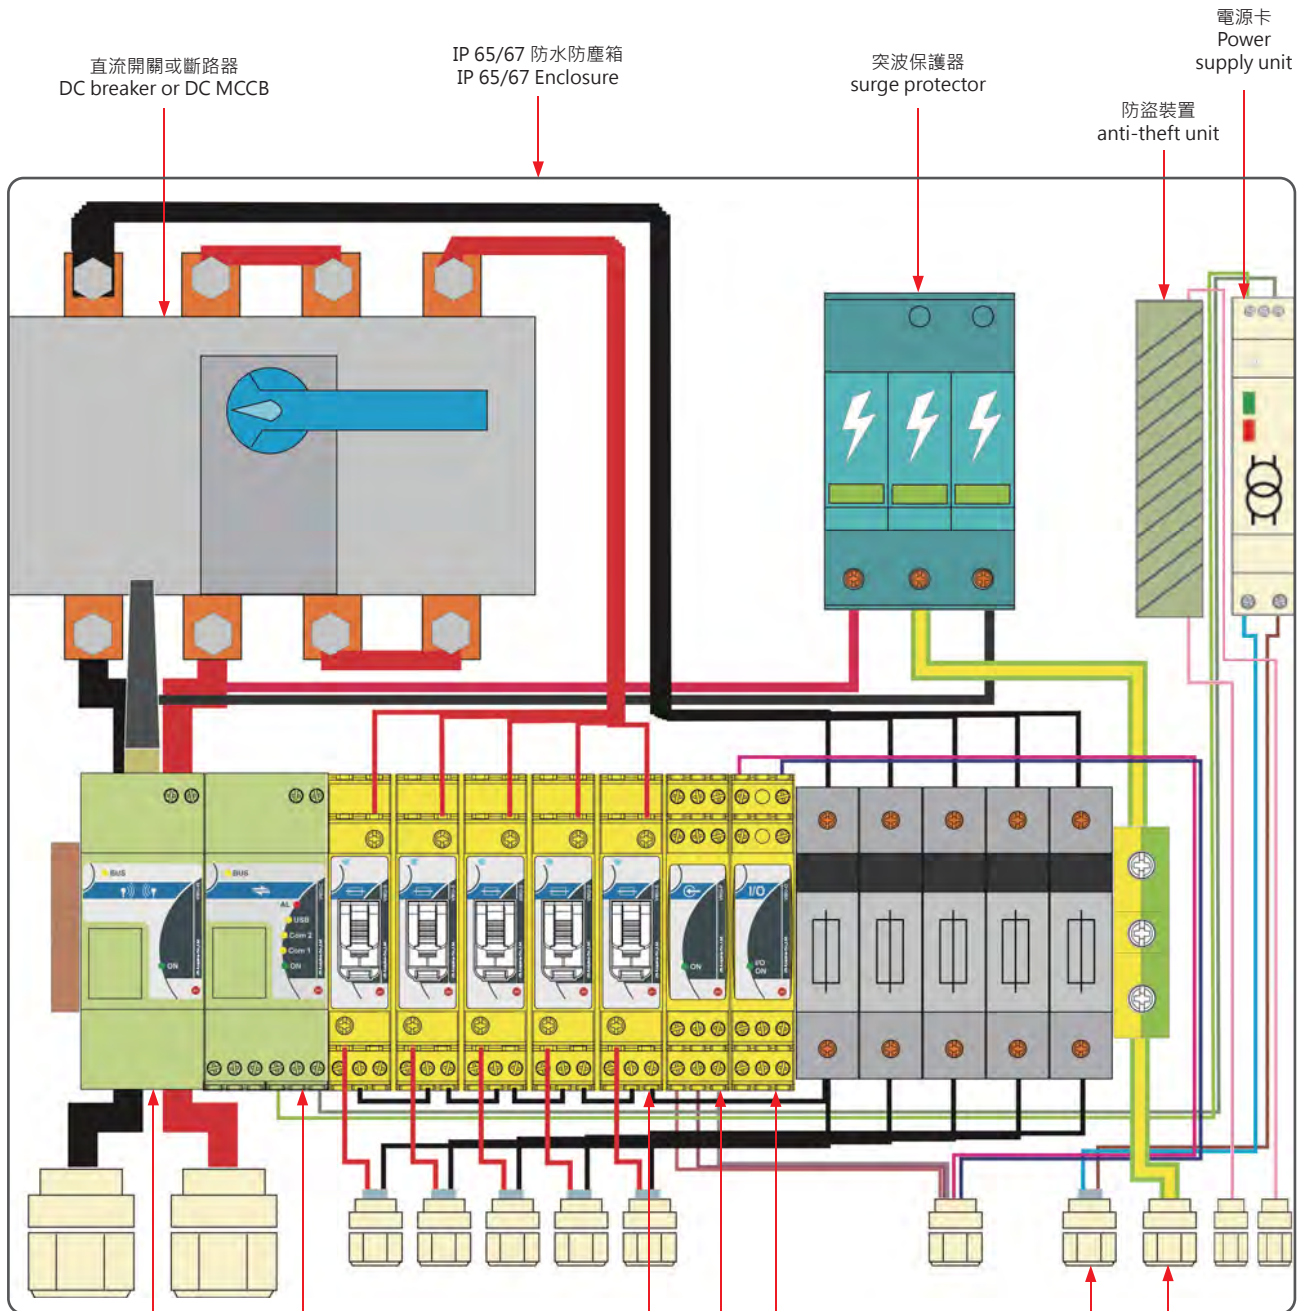 電源卡
Power
supply unit
IP 65/67 防水防塵箱
IP 65/67 Enclosure
直流開關或斷路器
DC breaker or DC MCCB
突波保護器
surge protector
防盜裝置
anti-theft unit
BUS
ON
BUS
AL
USB
Com 2
Com 1
ON
ON
I/O
I/O
ON